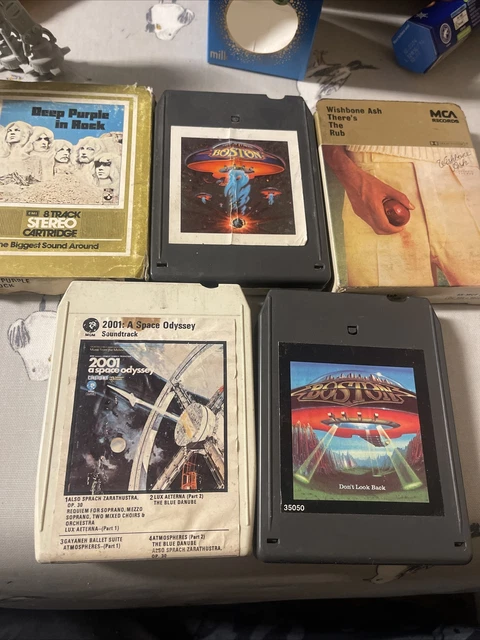 mill
Deep Purple
in Rock
8 TRACK
STEREO
CARTRIDGE
The Biggest Sound Around
BOSTON
Wishbone Ash
There's
The
Rub
MCA
RECORDS
Wishbone
Ash
2001: A Space Odyssey
Soundtrack
MGM
2001
a space odyssey
1 ALSO SPRACH ZARATHUSTRA,
OP. 30
REQUIEM FOR SOPRANO, MEZZO
SOPRANO, TWO MIXED CHOIRS &
ORCHESTRA
LUX AETERNA-(Part 1)
2 LUX AETERNA (Part 2)
THE BLUE DANUBE
3 GAYANEH BALLET SUITE
ATMOSPHERES-(Part 1)
4 ATMOSPHERES (Part 2)
THE BLUE DANUBE
ALSO SPRACH ZARATHUSTRA,
OP. 30
BOSTON
Don't Look Back
35050